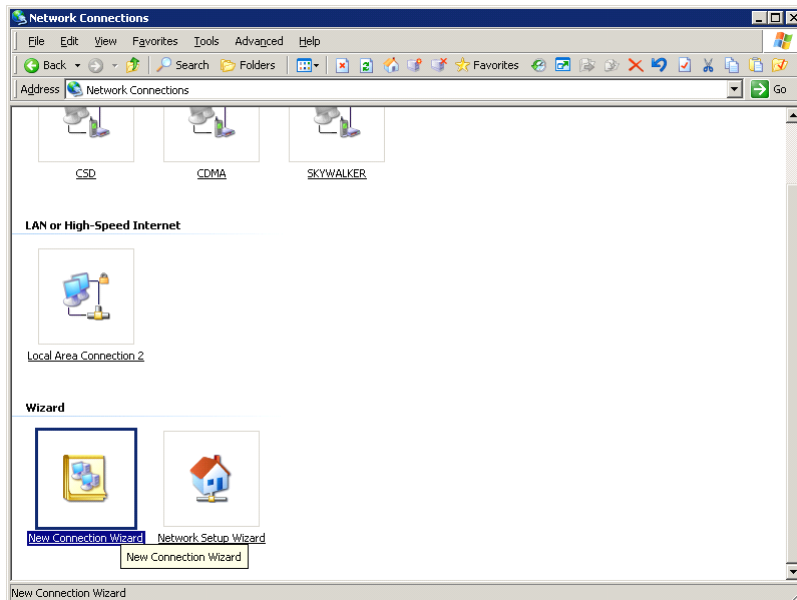 Network Connections
File Edit View Favorites Tools Advanced Help
Back Search Folders Favorites
Address Network Connections Go
CSD CDMA SKYWALKER
LAN or High-Speed Internet
Local Area Connection 2
Wizard
New Connection Wizard Network Setup Wizard
New Connection Wizard
New Connection Wizard